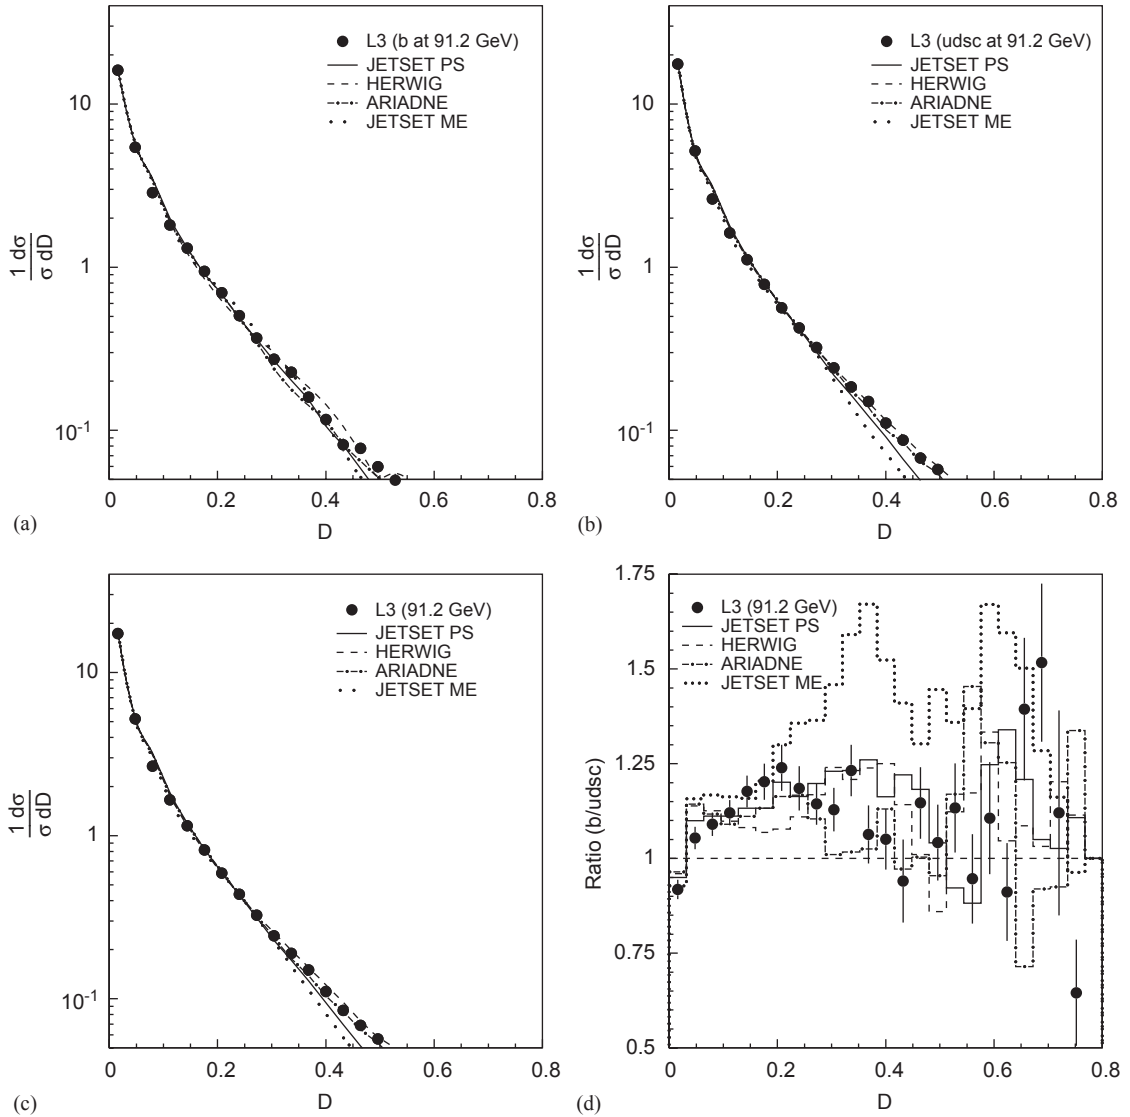 L3 (b at 91.2 GeV)
JETSET PS
HERWIG
ARIADNE
JETSET ME
10
1
10-1
1 dσ
σ dD
0 0.2 0.4 0.6 0.8
D
(a)
L3 (udsc at 91.2 GeV)
JETSET PS
HERWIG
ARIADNE
JETSET ME
10
1
10-1
1 dσ
σ dD
0 0.2 0.4 0.6 0.8
D
(b)
L3 (91.2 GeV)
JETSET PS
HERWIG
ARIADNE
JETSET ME
10
1
10-1
1 dσ
σ dD
0 0.2 0.4 0.6 0.8
D
(c)
L3 (91.2 GeV)
JETSET PS
HERWIG
ARIADNE
JETSET ME
1.75
1.5
1.25
1
0.75
0.5
Ratio (b/udsc)
0 0.2 0.4 0.6 0.8
D
(d)